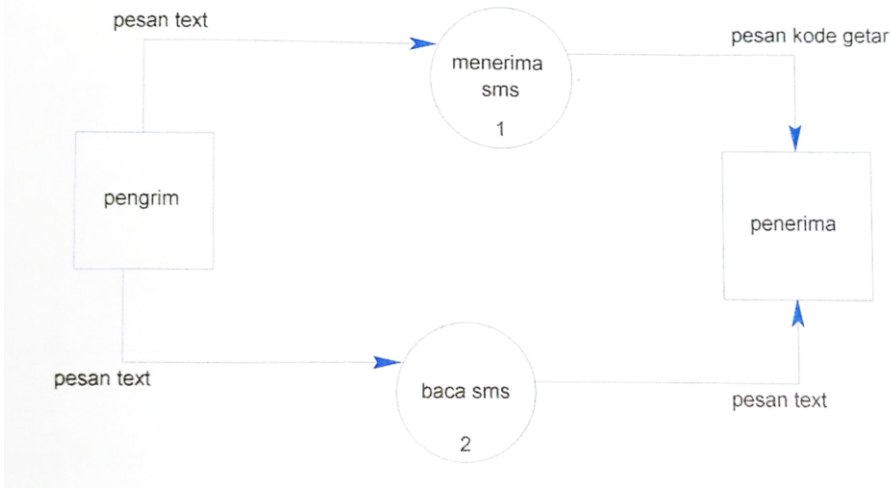 pesan text
pesan kode getar
menerima
sms
1
pengrim
penerima
pesan text
baca sms
2
pesan text